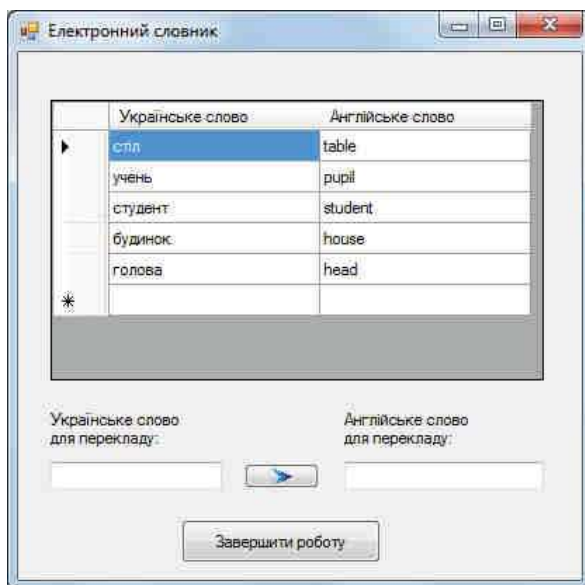 Електронний словник
Українське слово Англійське слово
стіл table
учень pupil
студент student
будинок house
голова head
Українське слово Англійське слово
для перекладу: для перекладу:
Завершити роботу